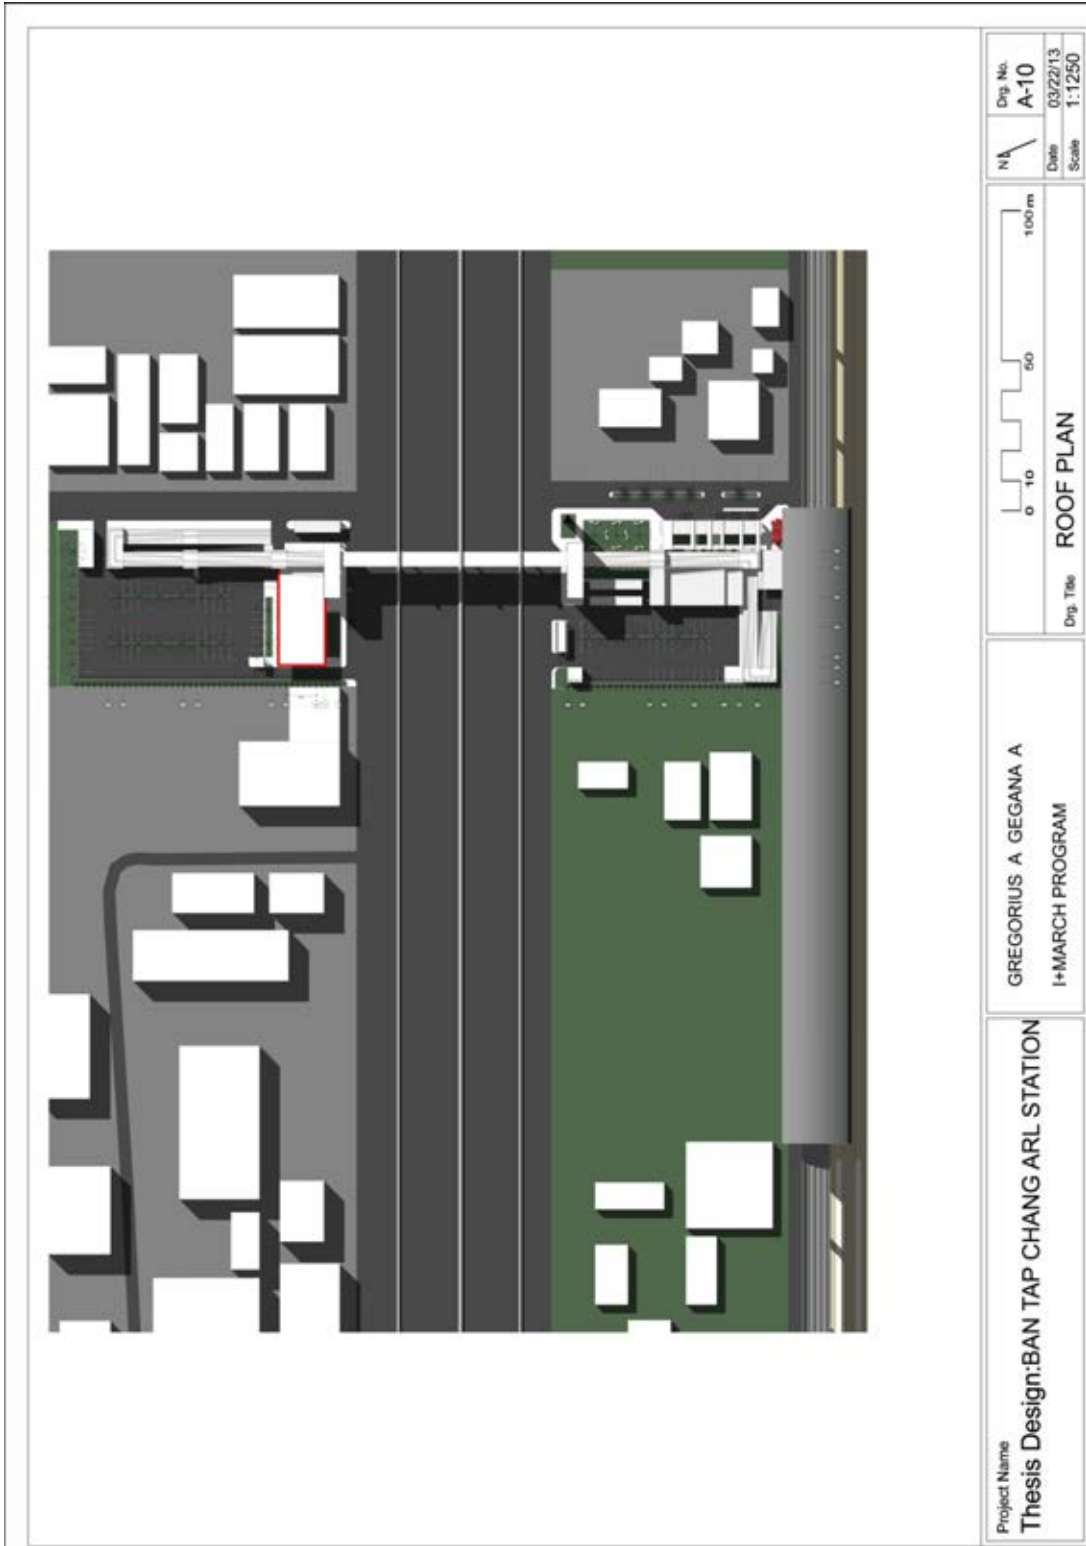 Project Name
Thesis Design:BAN TAP CHANG ARL STATION
GREGORIUS A GEGANA A
I+MARCH PROGRAM
0 10 50 100m
Drg. Title
ROOF PLAN
N
Drg. No.
A-10
Date 03/22/13
Scale 1:1250